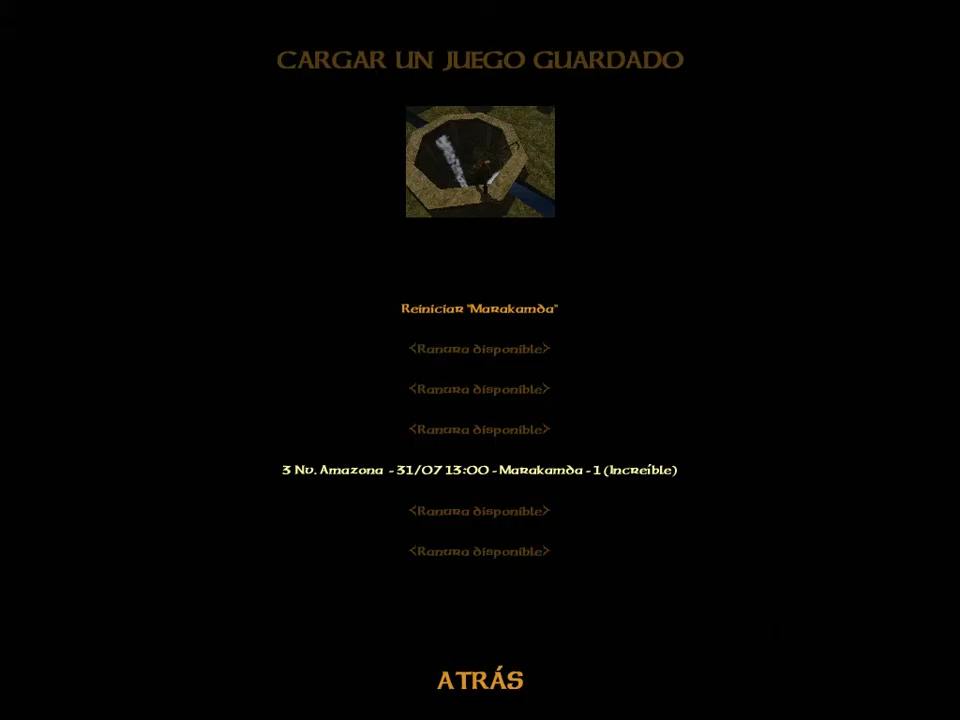 CARGAR UN JUEGO GUARDADO
Reiniciar "Marakamda"
<Ranura disponible>
<Ranura disponible>
<Ranura disponible>
3 Nv. Amazona - 31/07 13:00 - Marakamda - 1 (Increíble)
<Ranura disponible>
<Ranura disponible>
ATRÁS